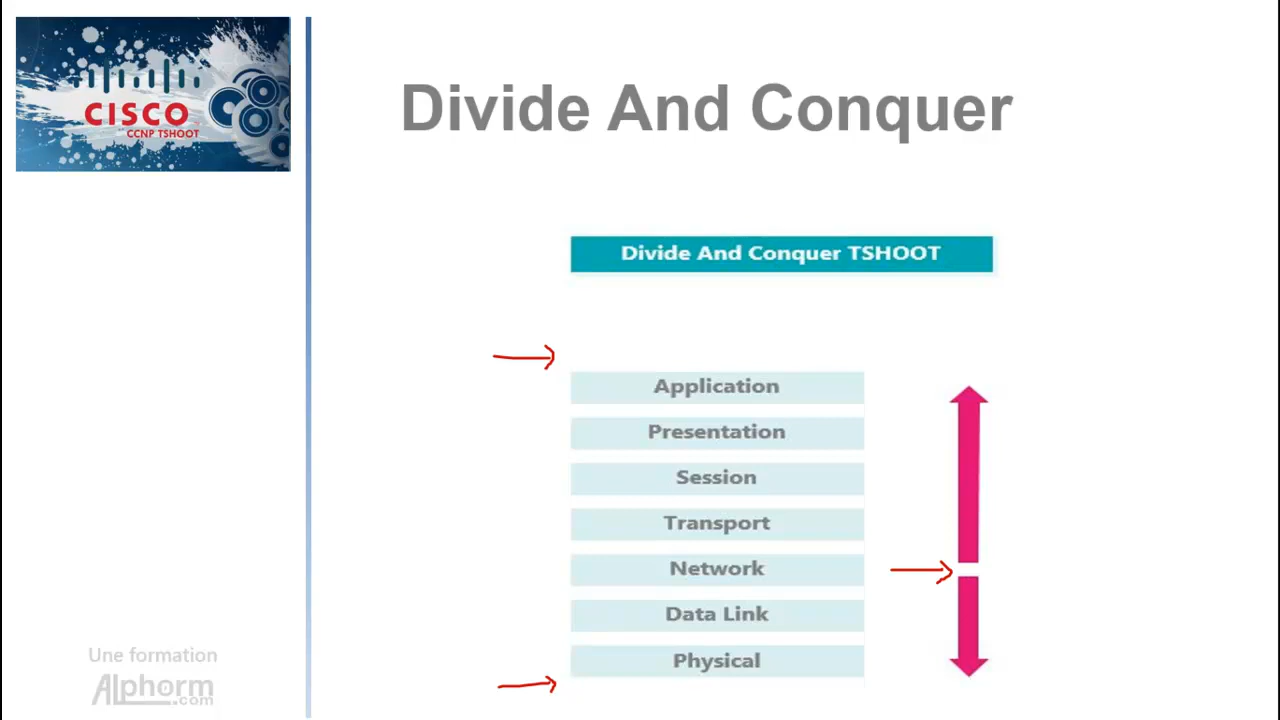 CISCO
CCNP TSHOOT
Divide And Conquer
Divide And Conquer TSHOOT
Application
Presentation
Session
Transport
Network
Data Link
Physical
Une formation
Alphorm
.com